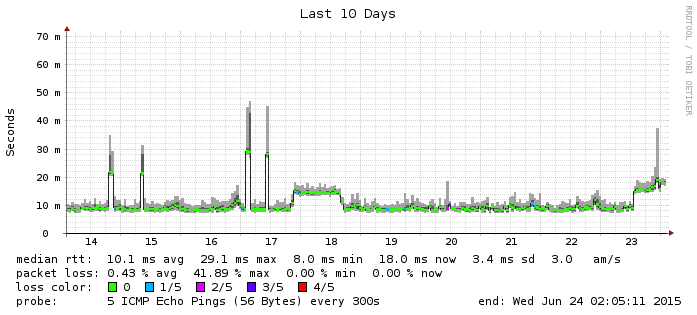 Last 10 Days
RRDTOOL / TOBI OETIKER
Seconds
70 m
60 m
50 m
40 m
30 m
20 m
10 m
0
14 15 16 17 18 19 20 21 22 23
median rtt: 10.1 ms avg 29.1 ms max 8.0 ms min 18.0 ms now 3.4 ms sd 3.0 am/s
packet loss: 0.43 % avg 41.89 % max 0.00 % min 0.00 % now
loss color: 0 1/5 2/5 3/5 4/5
probe: 5 ICMP Echo Pings (56 Bytes) every 300s end: Wed Jun 24 02:05:11 2015